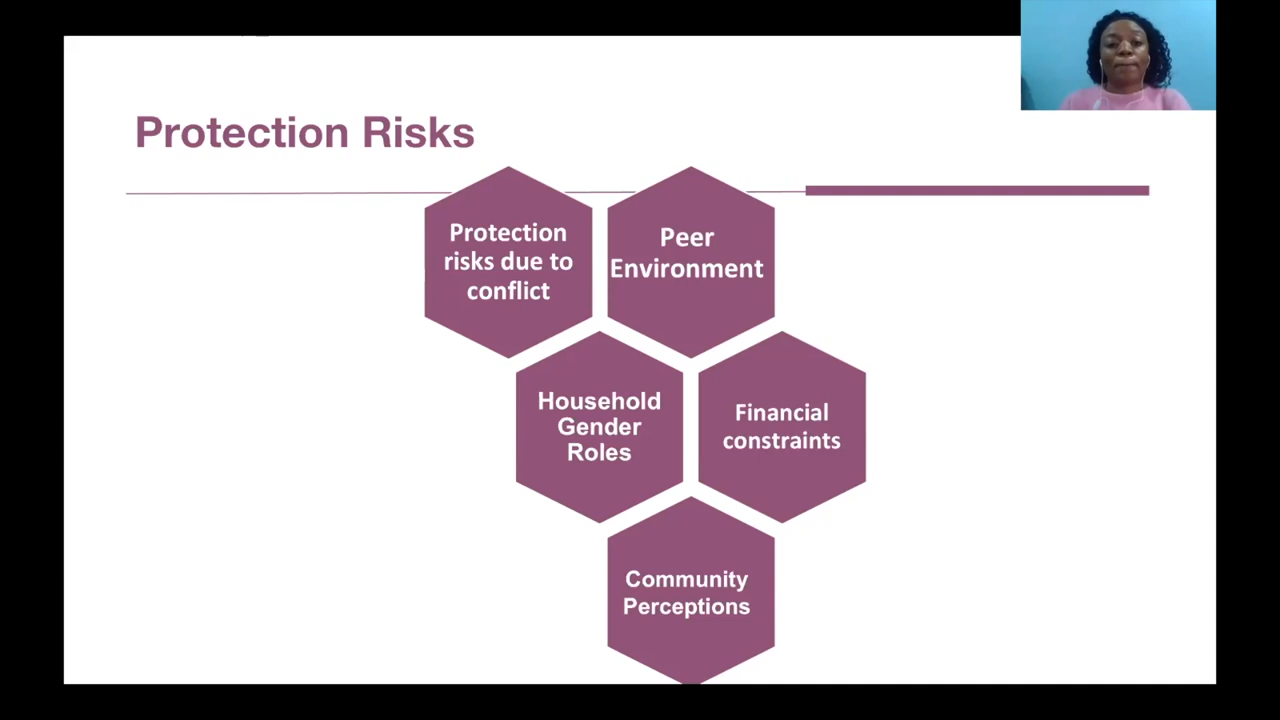 Protection Risks
Protection
risks due to
conflict
Peer
Environment
Household
Gender
Roles
Financial
constraints
Community
Perceptions